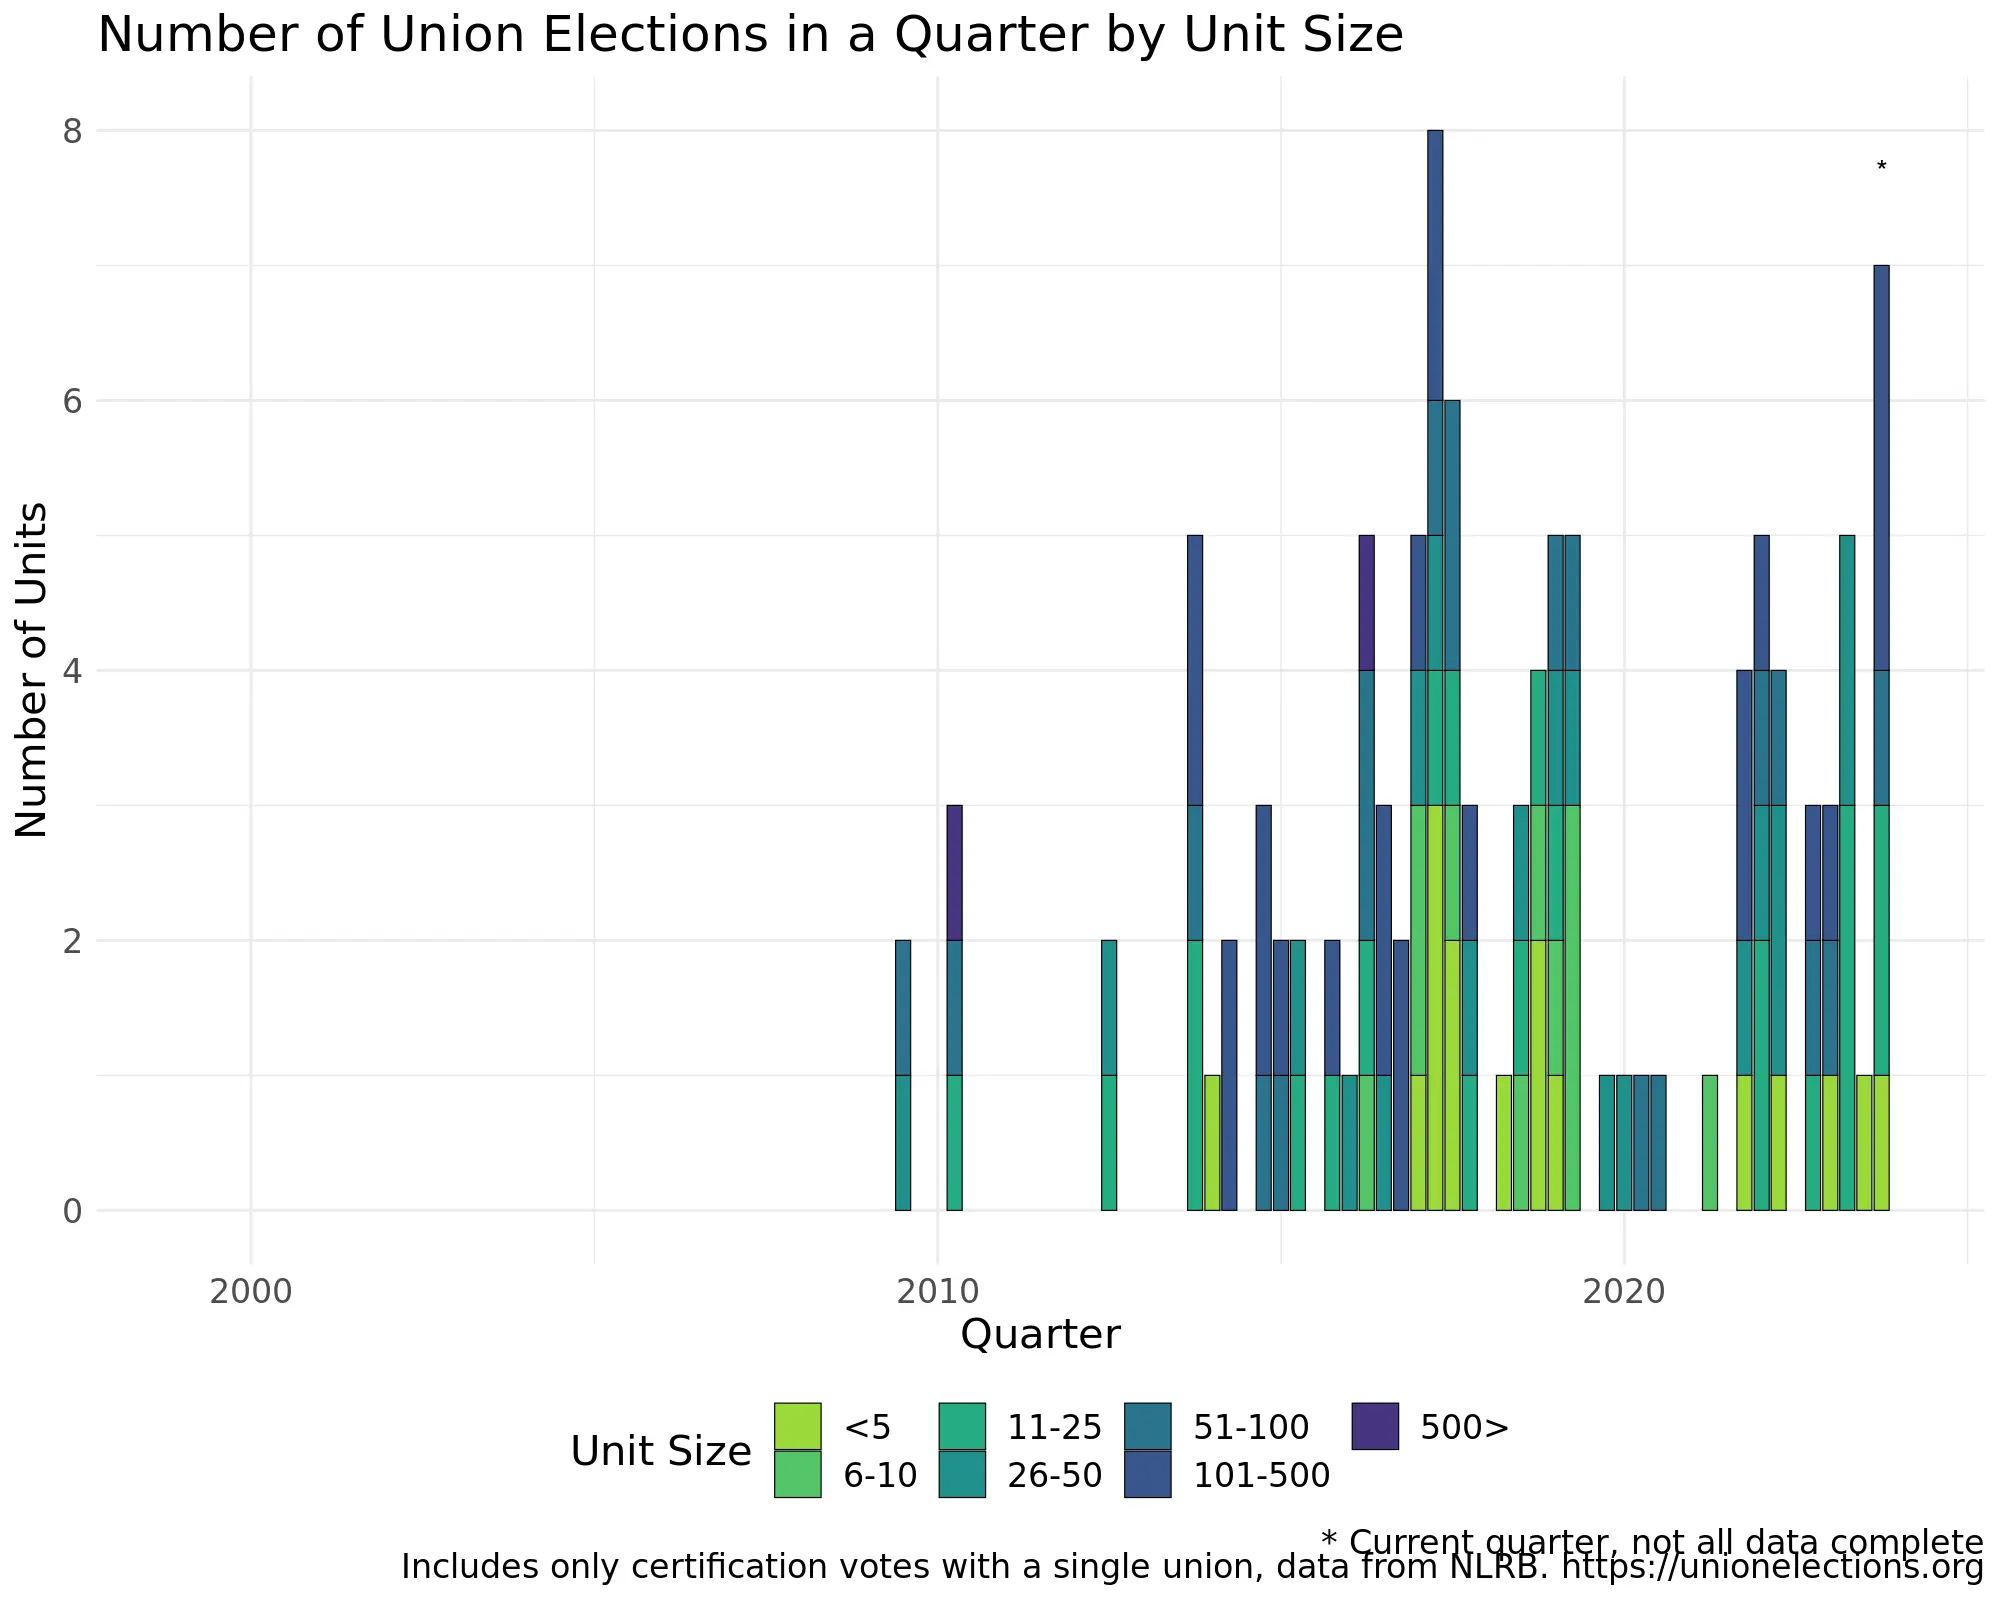 Number of Union Elections in a Quarter by Unit Size
Number of Units
8
6
4
2
0
*
2000 2010 2020
Quarter
Unit Size
<5 11-25 51-100 500>
6-10 26-50 101-500
* Current quarter, not all data complete
Includes only certification votes with a single union, data from NLRB. https://unionelections.org